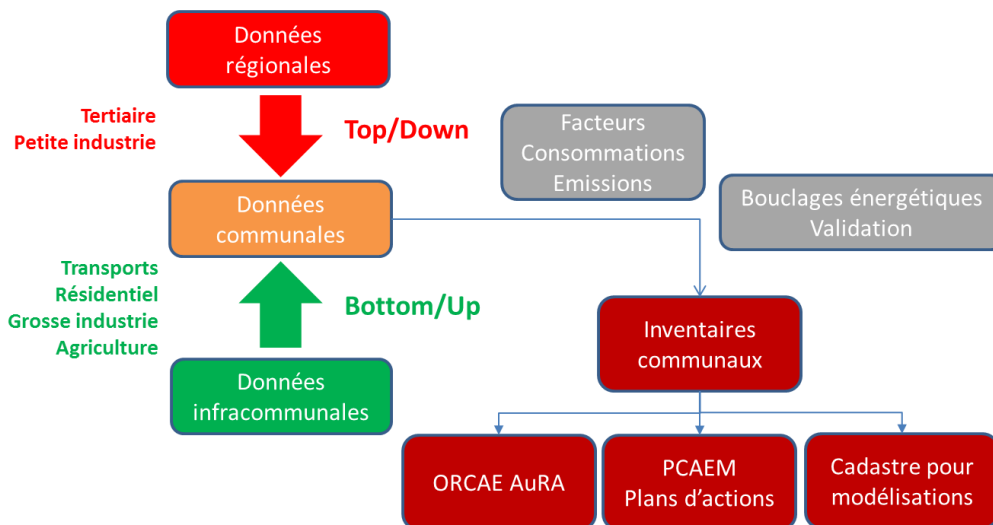 Données
régionales
Tertiaire
Petite industrie
Top/Down
Facteurs
Consommations
Emissions
Bouclages énergétiques
Validation
Données
communales
Transports
Résidentiel
Grosse industrie
Agriculture
Bottom/Up
Inventaires
communaux
Données
infracommunales
ORCAE AuRA
PCAEM
Plans d'actions
Cadastre pour
modélisations